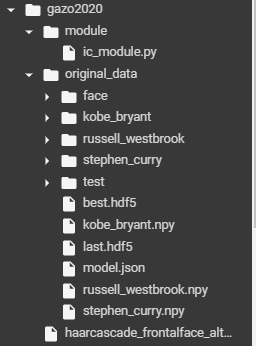 gazo2020
module
ic_module.py
original_data
face
kobe_bryant
russell_westbrook
stephen_curry
test
best.hdf5
kobe_bryant.npy
last.hdf5
model.json
russell_westbrook.npy
stephen_curry.npy
haarcascade_frontalface_alt...